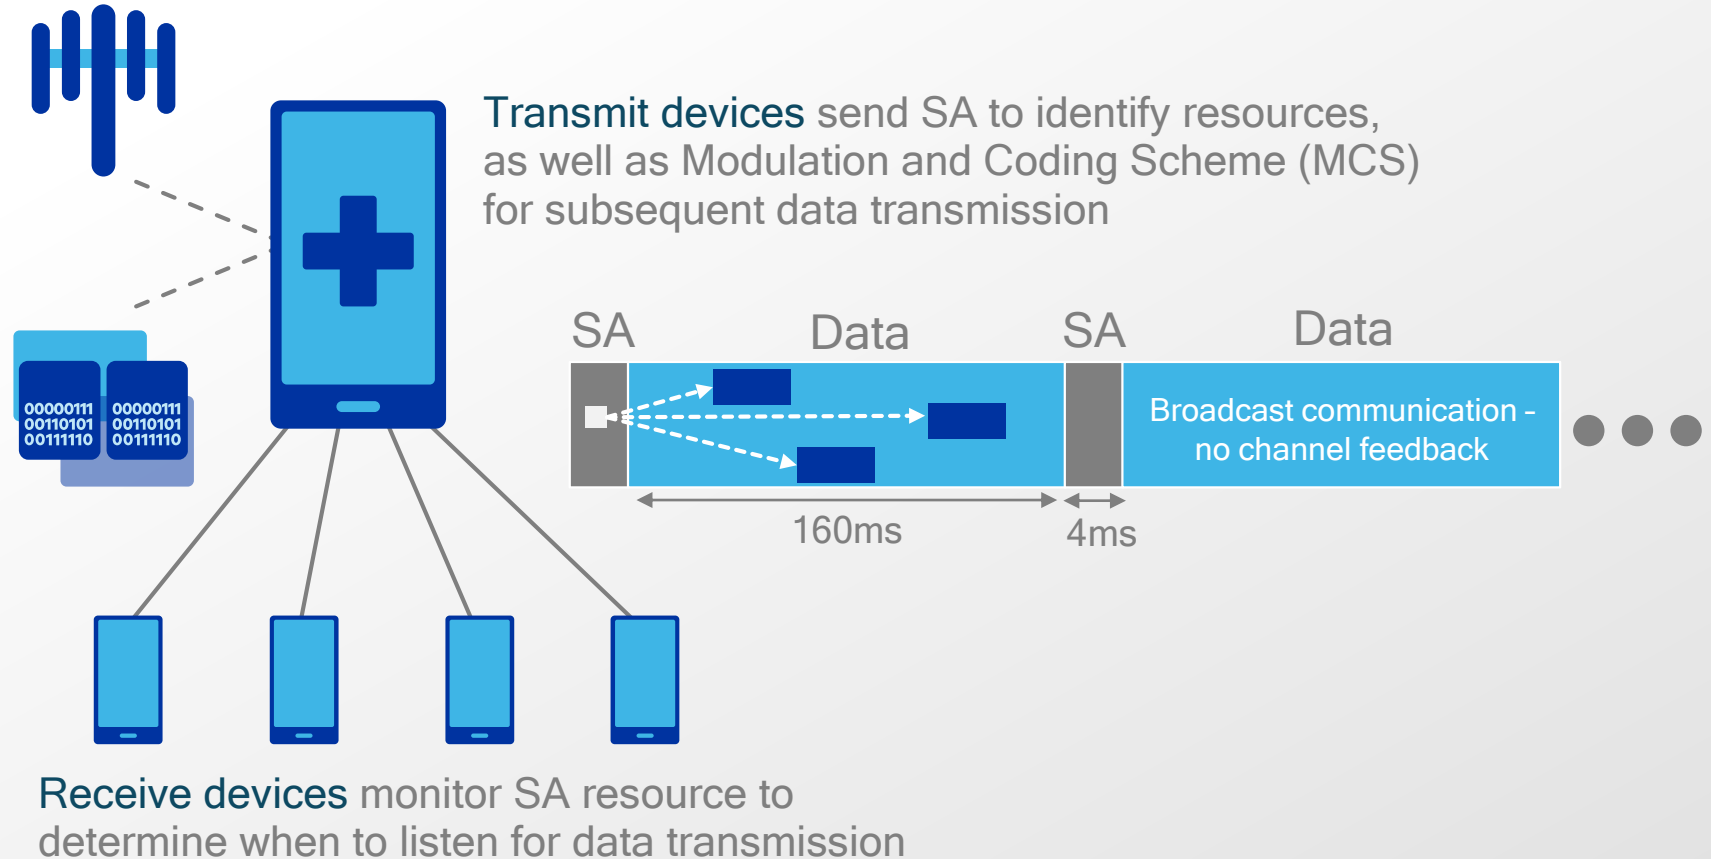 Transmit devices send SA to identify resources,
as well as Modulation and Coding Scheme (MCS)
for subsequent data transmission
SA Data SA Data
00000111 00000111
00110101 00110101
00111110 00111110
Broadcast communication -
no channel feedback
160ms 4ms
Receive devices monitor SA resource to
determine when to listen for data transmission